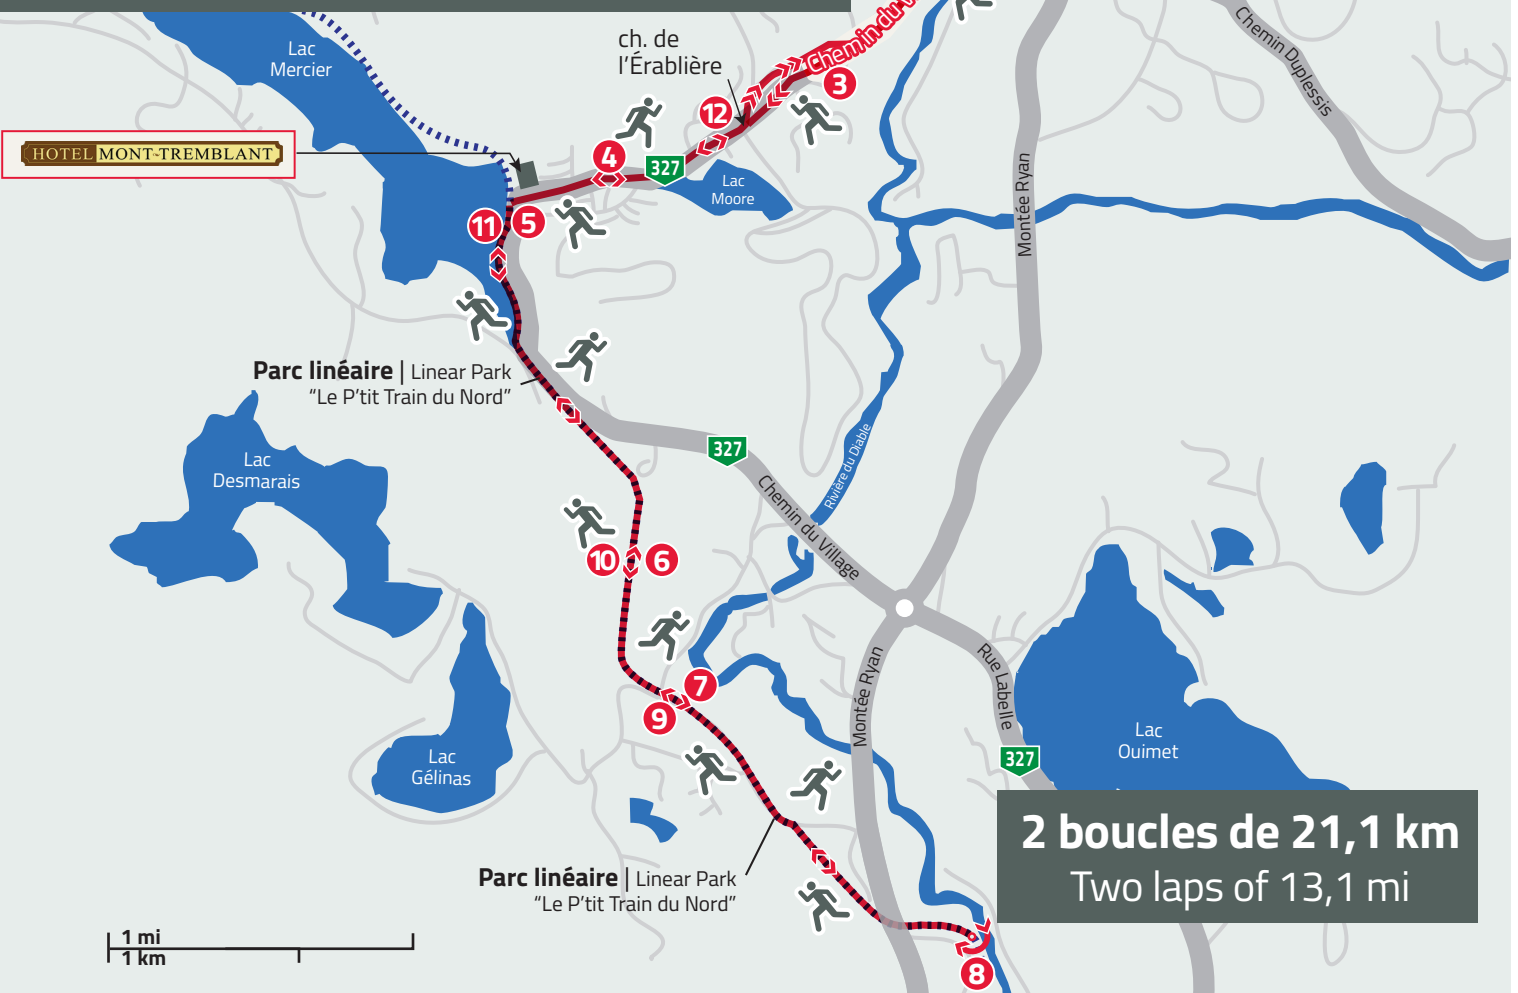 Lac
Mercier
ch. de
l'Érablière
Chemin-du-V
Chemin Duplessis
3
12
HOTEL MONT-TREMBLANT
4
327
Lac
Moore
Montée Ryan
11
5
Parc linéaire | Linear Park
“Le P'tit Train du Nord”
Lac
Desmarais
327
Rivière du Diable
Chemin du Village
10
6
7
9
Montée Ryan
Rue Labelle
Lac
Ouimet
Lac
Gélinas
327
2 boucles de 21,1 km
Two laps of 13,1 mi
Parc linéaire | Linear Park
“Le P'tit Train du Nord”
1 mi
1 km
8